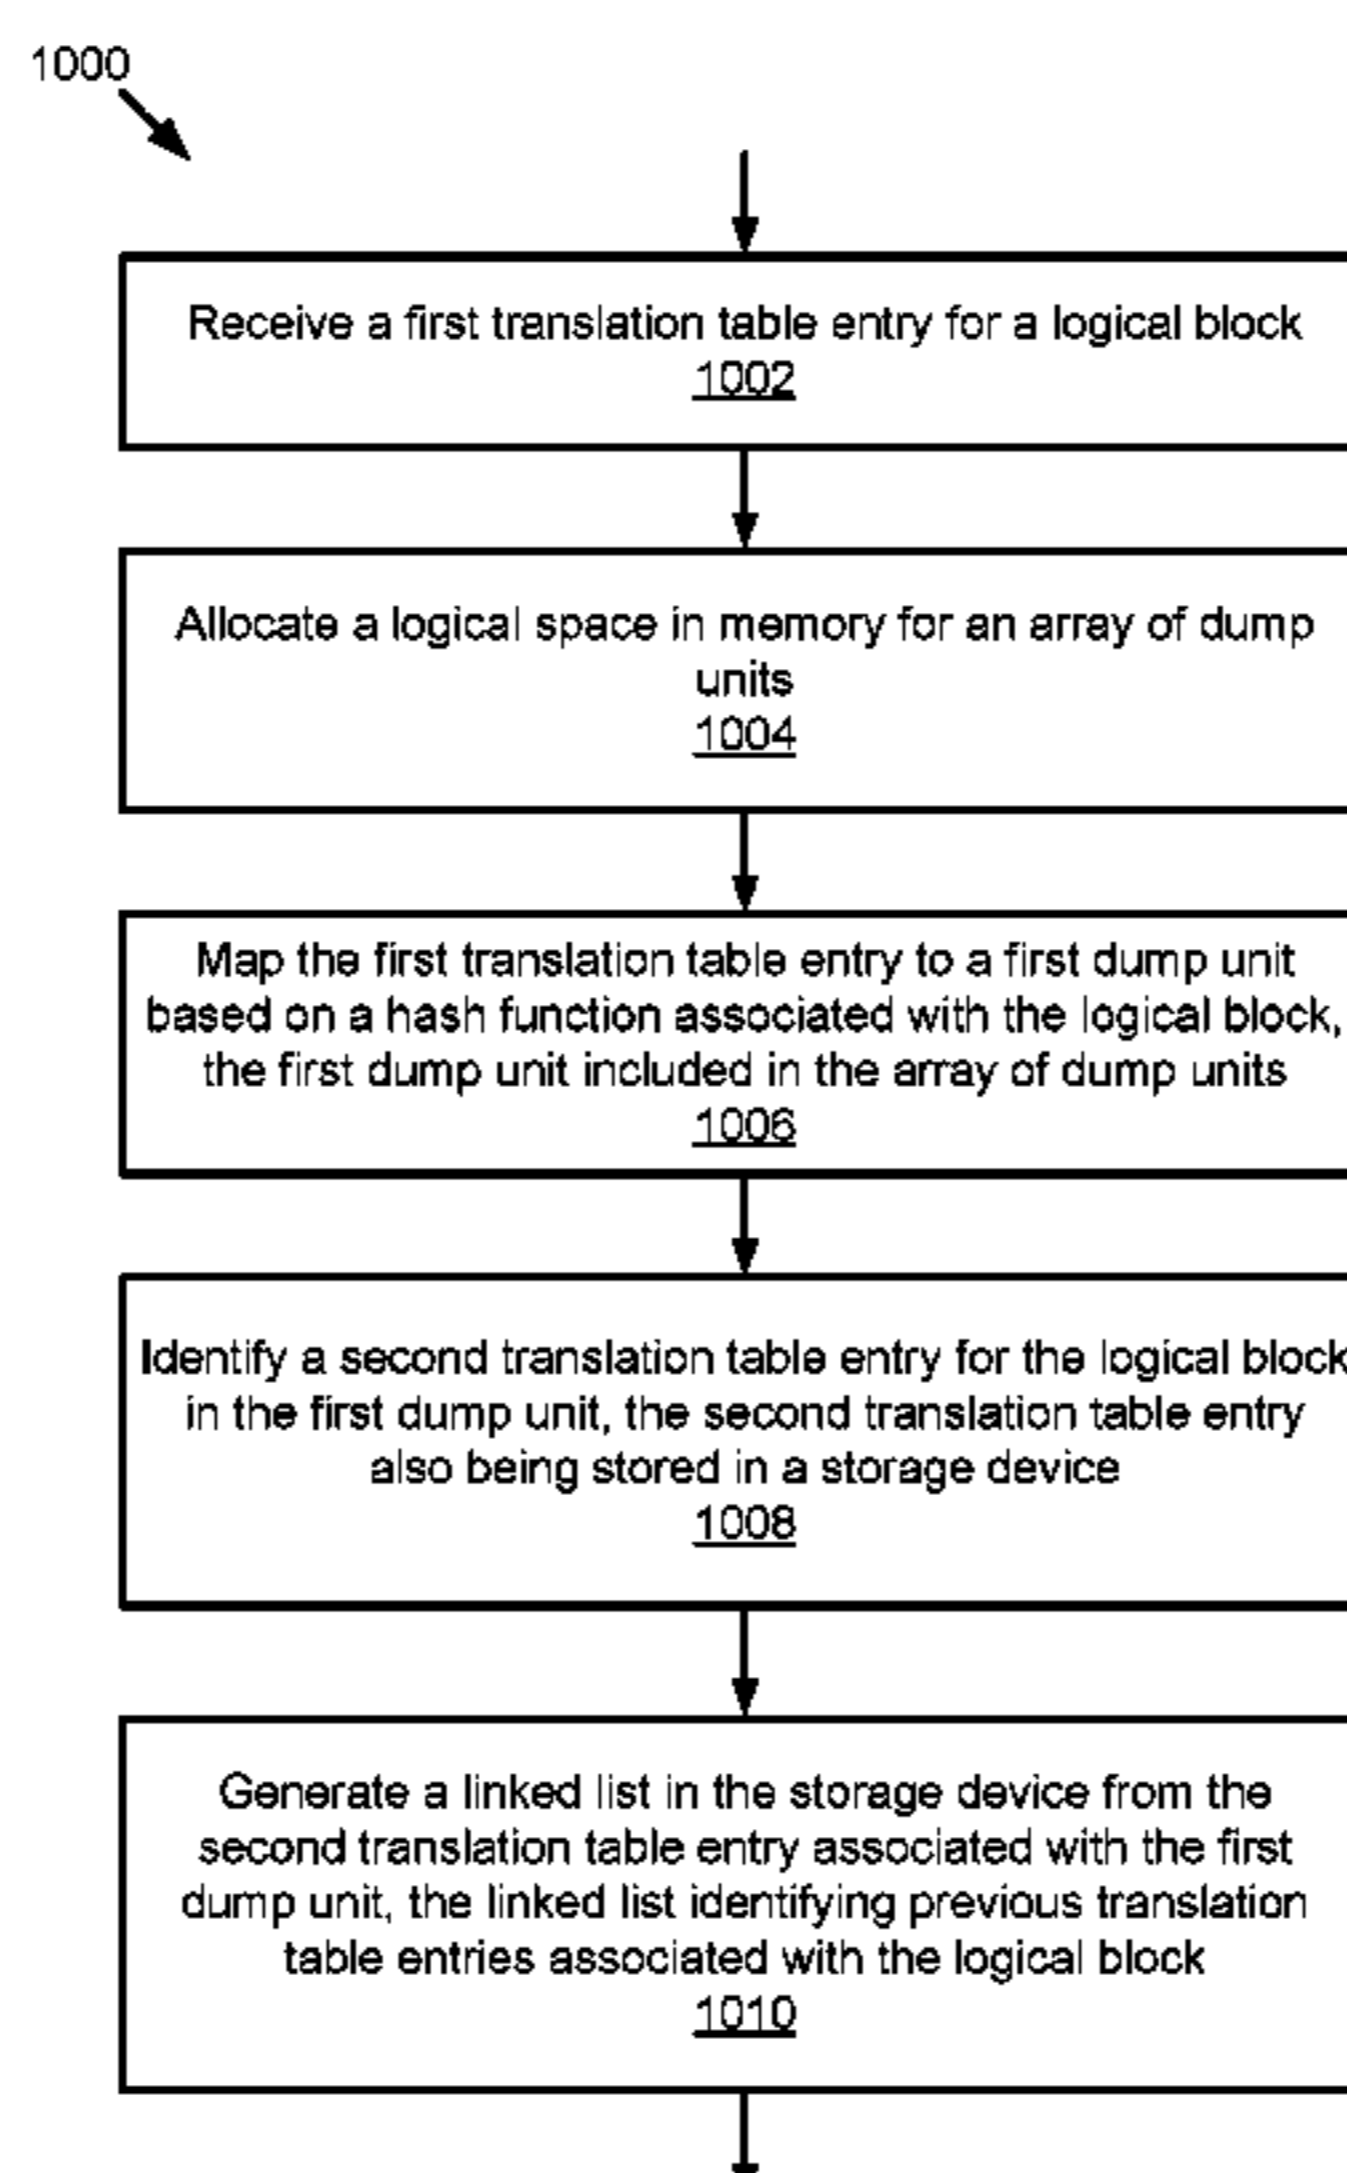 1000
Receive a first translation table entry for a logical block
1002
Allocate a logical space in memory for an array of dump
units
1004
Map the first translation table entry to a first dump unit
based on a hash function associated with the logical block,
the first dump unit included in the array of dump units
1006
Identify a second translation table entry for the logical block
in the first dump unit, the second translation table entry
also being stored in a storage device
1008
Generate a linked list in the storage device from the
second translation table entry associated with the first
dump unit, the linked list identifying previous translation
table entries associated with the logical block
1010